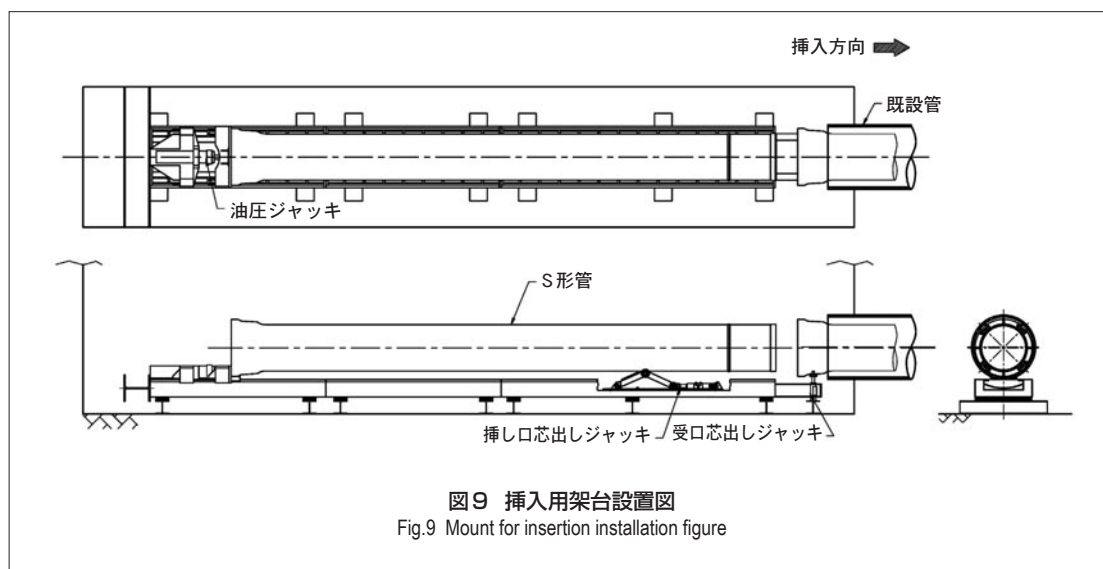 挿入方向
既設管
油圧ジャッキ
S形管
挿し口芯出しジャッキ
受口芯出しジャッキ
図9 挿入用架台設置図
Fig.9 Mount for insertion installation figure